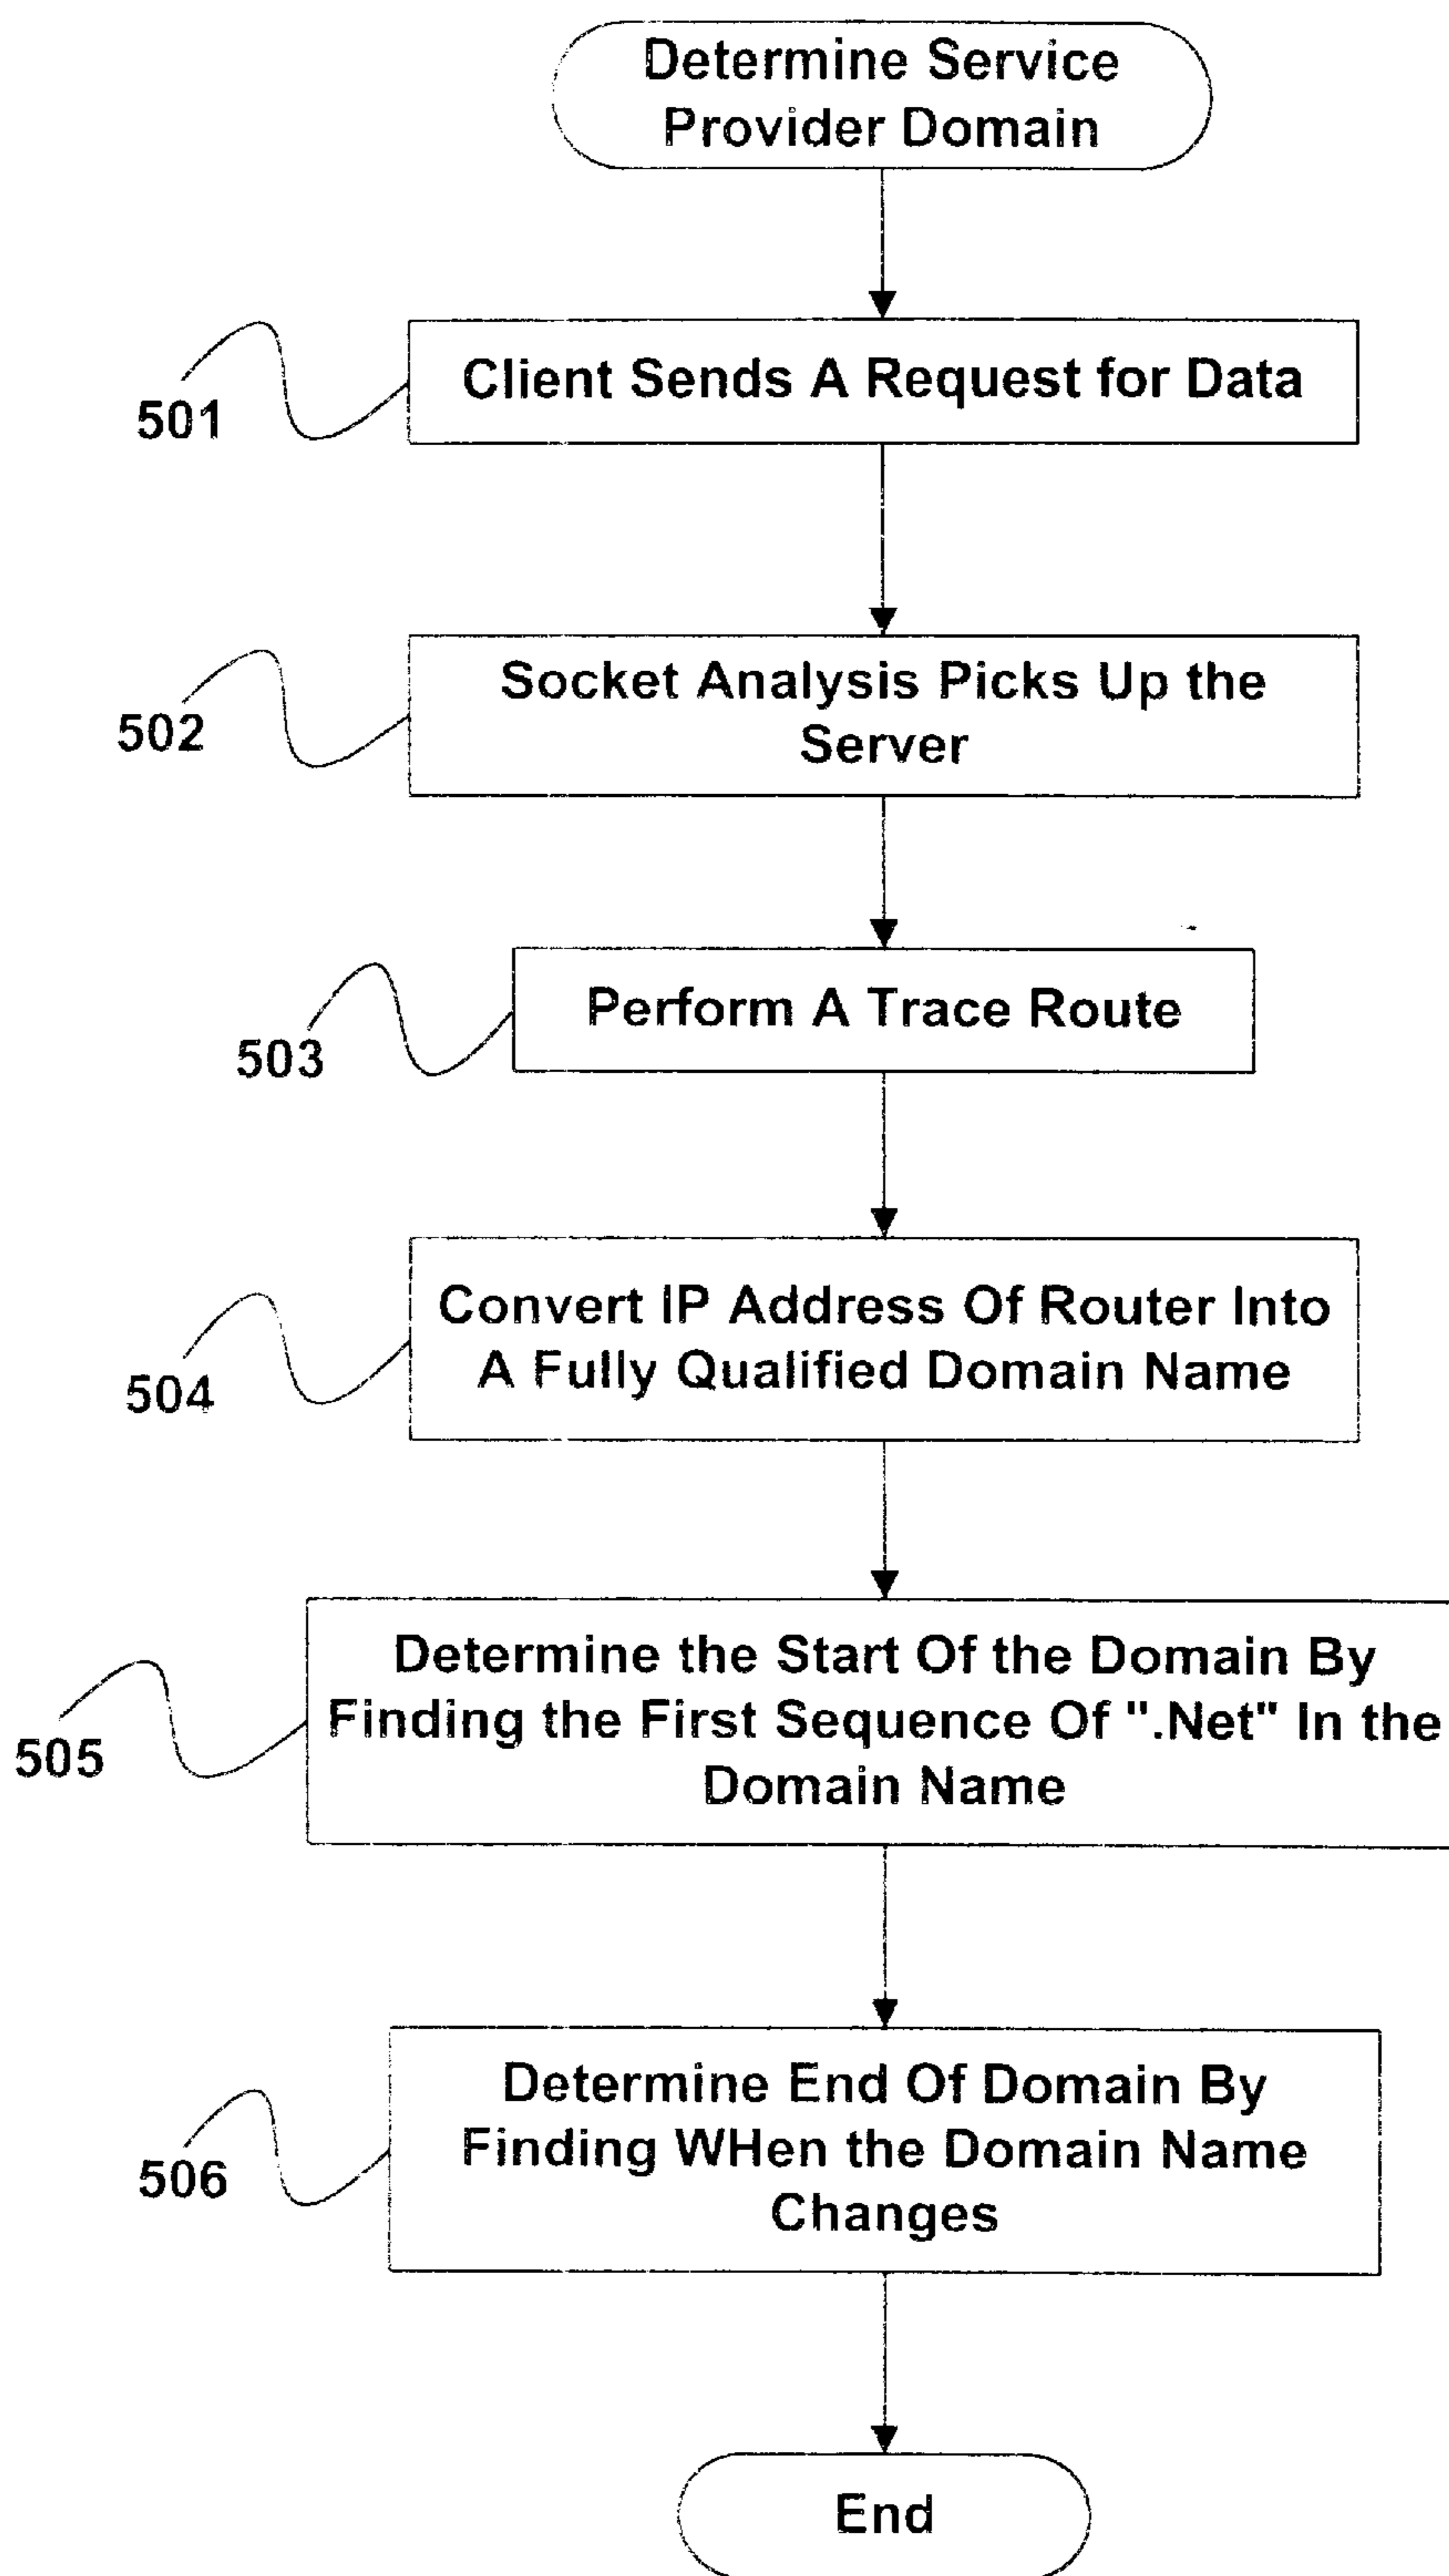 Determine Service
Provider Domain
501
Client Sends A Request for Data
502
Socket Analysis Picks Up the
Server
503
Perform A Trace Route
504
Convert IP Address Of Router Into
A Fully Qualified Domain Name
505
Determine the Start Of the Domain By
Finding the First Sequence Of ".Net" In the
Domain Name
506
Determine End Of Domain By
Finding WHen the Domain Name
Changes
End